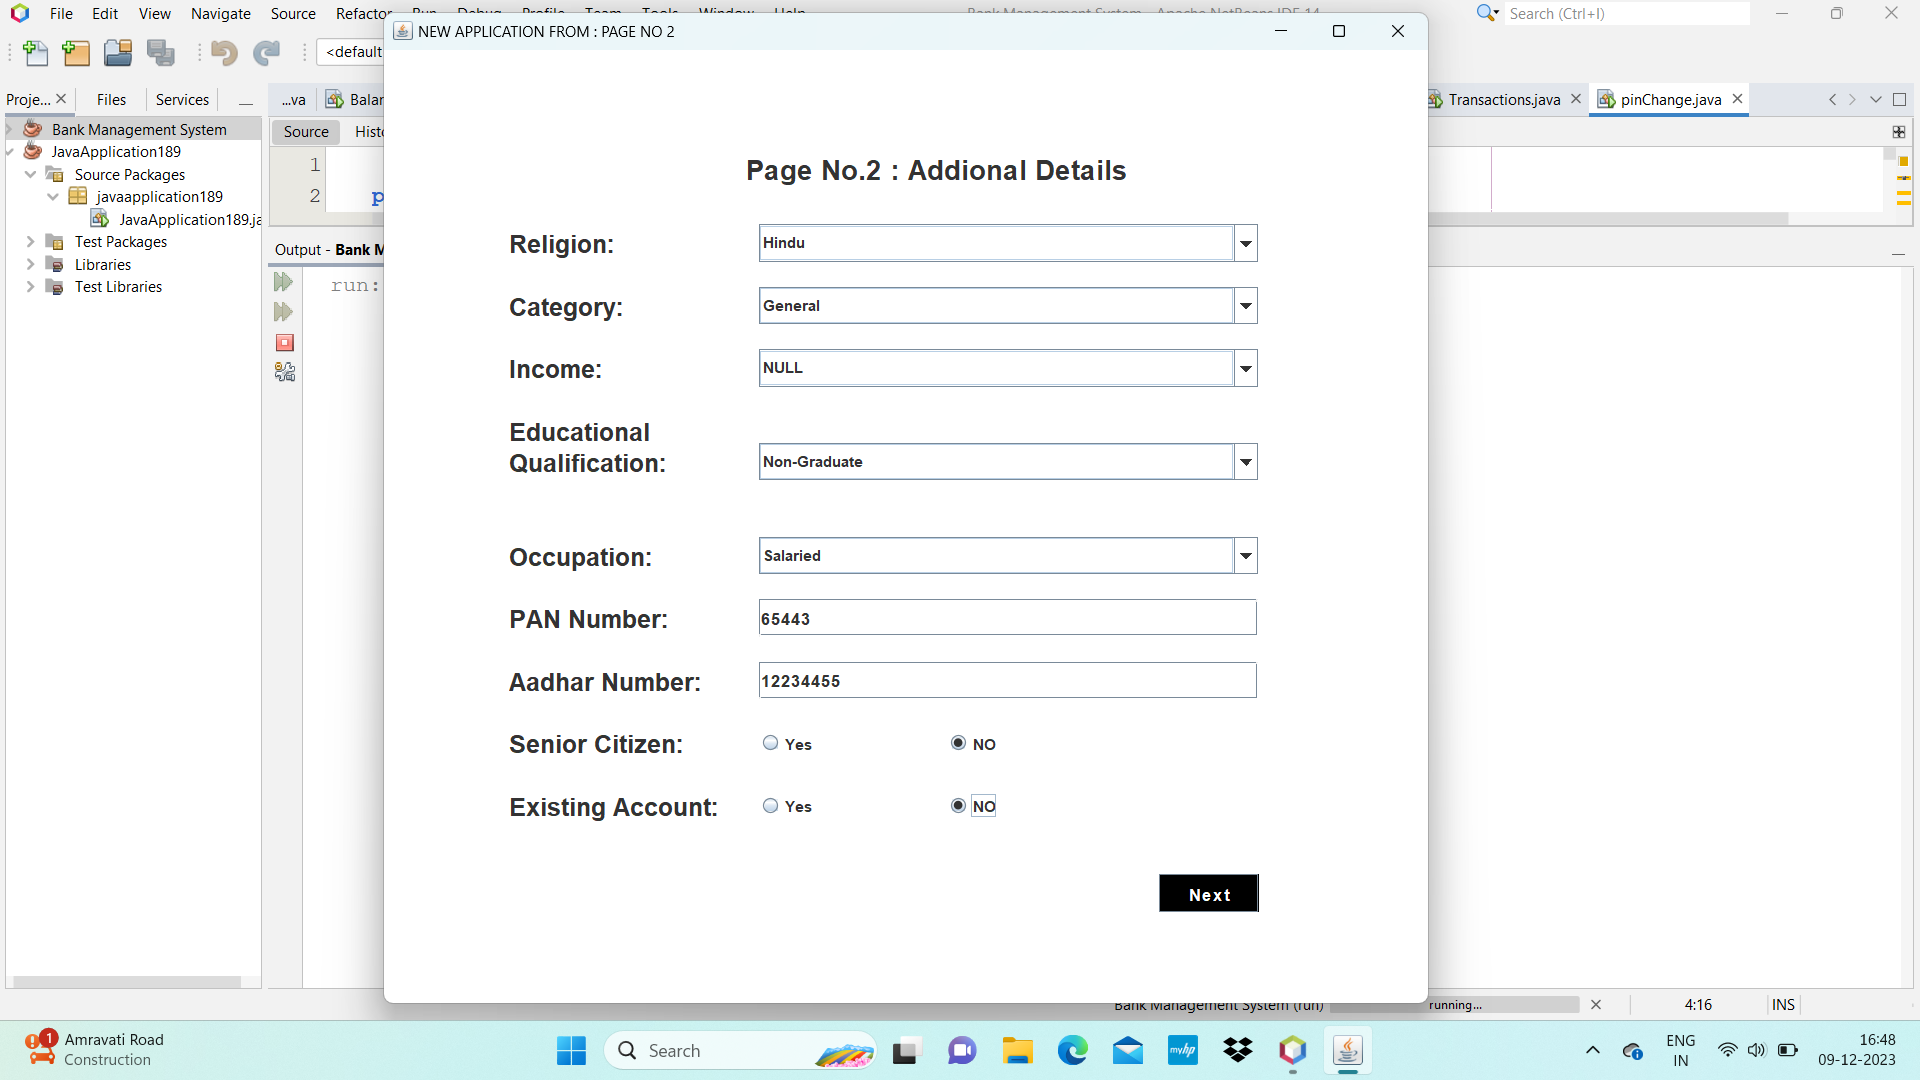 File Edit View Navigate Source Refactor Run Debug Profile Team Tools Window Help
Bank Management System - Apache NetBeans IDE 14
Search (Ctrl+I)
NEW APPLICATION FROM : PAGE NO 2
<default
Proje... Files Services
...va Balar
Transactions.java pinChange.java
Source Histo
Bank Management System
JavaApplication189
Source Packages
javaapplication189
JavaApplication189.ja
Test Packages
Libraries
Test Libraries
1
2 p
Output - Bank M
run:
Page No.2 : Addional Details
Religion: Hindu
Category: General
Income: NULL
Educational
Qualification: Non-Graduate
Occupation: Salaried
PAN Number: 65443
Aadhar Number: 12234455
Senior Citizen: Yes NO
Existing Account: Yes NO
Next
Bank Management System (run) running... 4:16 INS
1
Amravati Road
Construction
Search
myhp
ENG
IN
16:48
09-12-2023